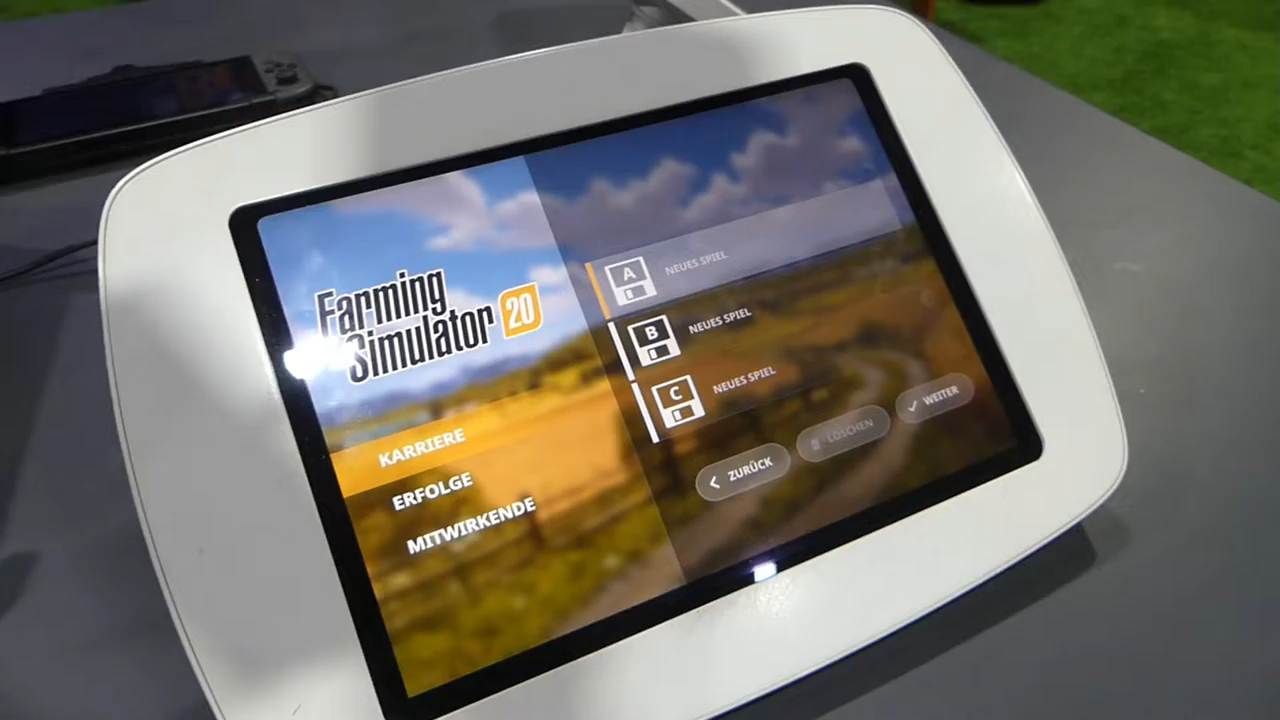 Farming
Simulator 20
KARRIERE
ERFOLGE
MITWIRKENDE
A NEUES SPIEL
B NEUES SPIEL
C NEUES SPIEL
ZURÜCK
LÖSCHEN
WEITER